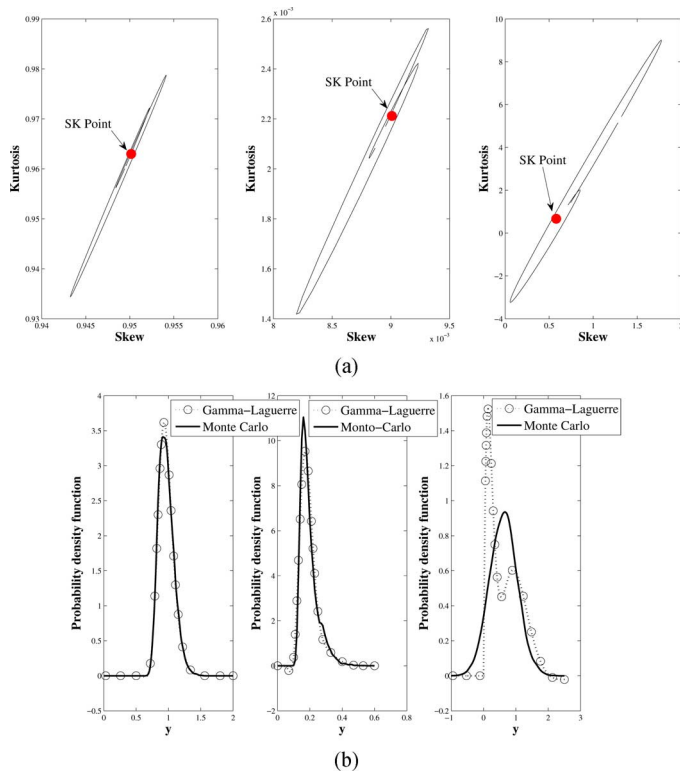 0.99
0.98
0.97
0.96
0.95
0.94
0.93
0.94 0.945 0.95 0.955 0.96
Kurtosis
Skew
SK Point
× 10⁻³
2.6
2.4
2.2
2
1.8
1.6
1.4
8 8.5 9 9.5
× 10⁻³
Kurtosis
Skew
SK Point
10
8
6
4
2
0
−2
−4
0 0.5 1 1.5 2
Kurtosis
Skew
SK Point
(a)
4
3.5
3
2.5
2
1.5
1
0.5
0
−0.5
0 0.5 1 1.5 2
Probability density function
y
Gamma−Laguerre
Monte Carlo
12
10
8
6
4
2
0
−2
0 0.2 0.4 0.6 0.8
Probability density function
y
Gamma−Laguerre
Monto−Carlo
1.6
1.4
1.2
1
0.8
0.6
0.4
0.2
0
−0.2
−1 0 1 2 3
Probability density function
y
Gamma−Laguerre
Monte Carlo
(b)